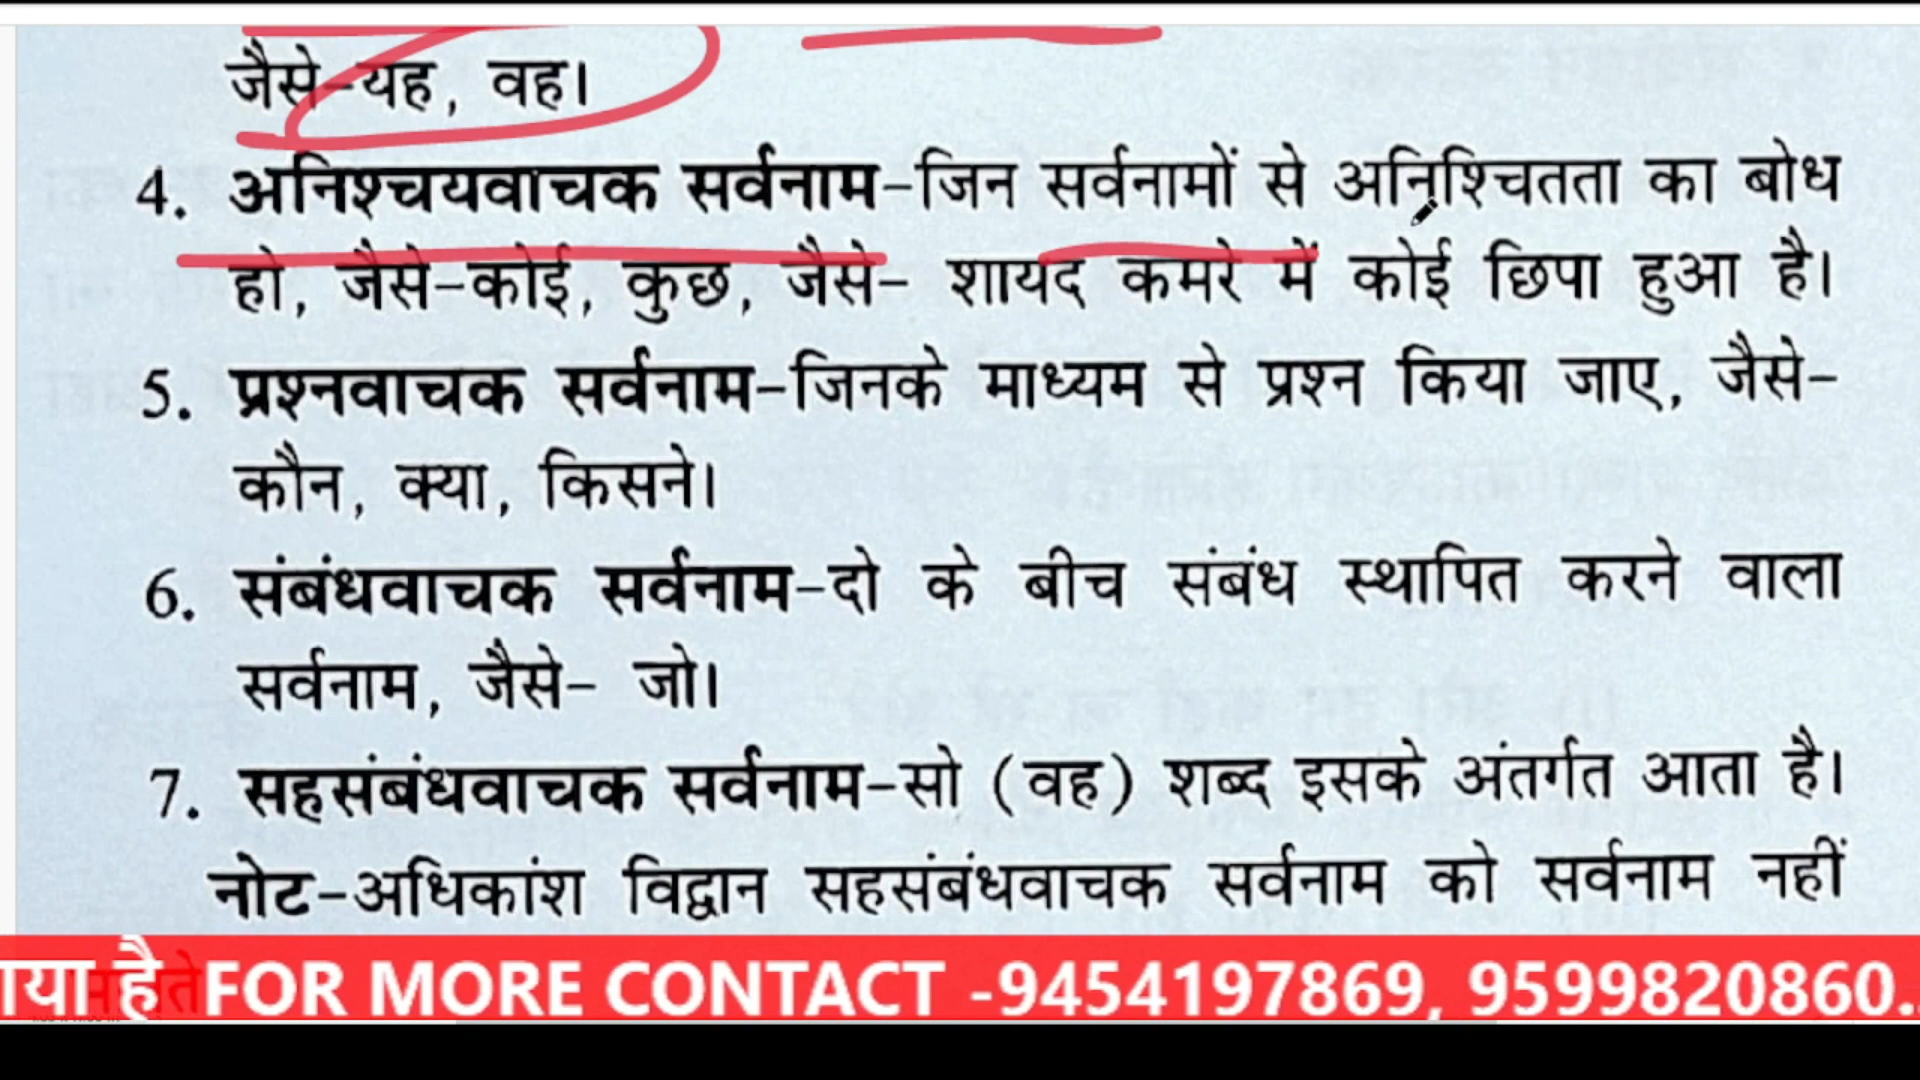 जैसे-यह, वह।
4. अनिश्चयवाचक सर्वनाम-जिन सर्वनामों से अनिश्चितता का बोध
हो, जैसे-कोई, कुछ, जैसे- शायद कमरे में कोई छिपा हुआ है।
5. प्रश्नवाचक सर्वनाम-जिनके माध्यम से प्रश्न किया जाए, जैसे-
कौन, क्या, किसने।
6. संबंधवाचक सर्वनाम-दो के बीच संबंध स्थापित करने वाला
सर्वनाम, जैसे- जो।
7. सहसंबंधवाचक सर्वनाम-सो (वह) शब्द इसके अंतर्गत आता है।
नोट-अधिकांश विद्वान सहसंबंधवाचक सर्वनाम को सर्वनाम नहीं
है FOR MORE CONTACT -9454197869, 9599820860.